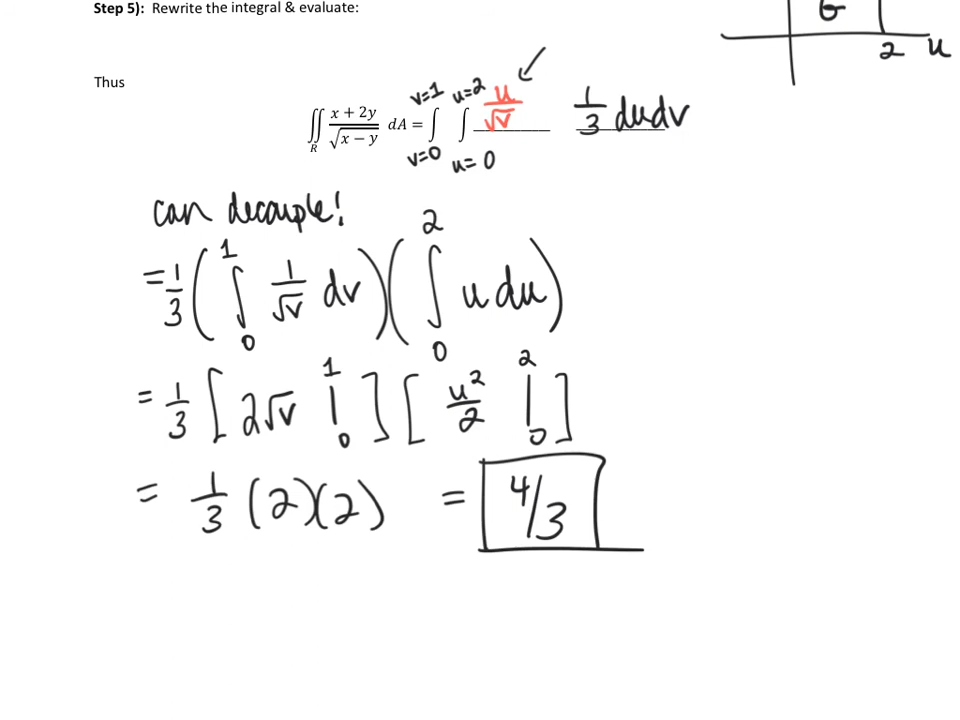 Step 5): Rewrite the integral & evaluate:
G
2 u
Thus
∬_R (x + 2y)/√(x − y) dA = ∫_{v=0}^{v=1} ∫_{u=0}^{u=2} u/√v 1/3 du dv
can decouple!
= 1/3 ( ∫_0^1 1/√v dv ) ( ∫_0^2 u du )
= 1/3 [ 2√v |_0^1 ] [ u²/2 |_0^2 ]
= 1/3 (2)(2) = 4/3